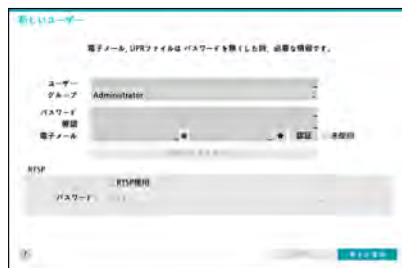 新しいユーザー
電子メール, UPRファイルは パスワードを無くした時、必要な情報です。
ユーザー
グループ Administrator
パスワード
確認
電子メール 認証 未使用
RTSP
RTSP使用
パスワード